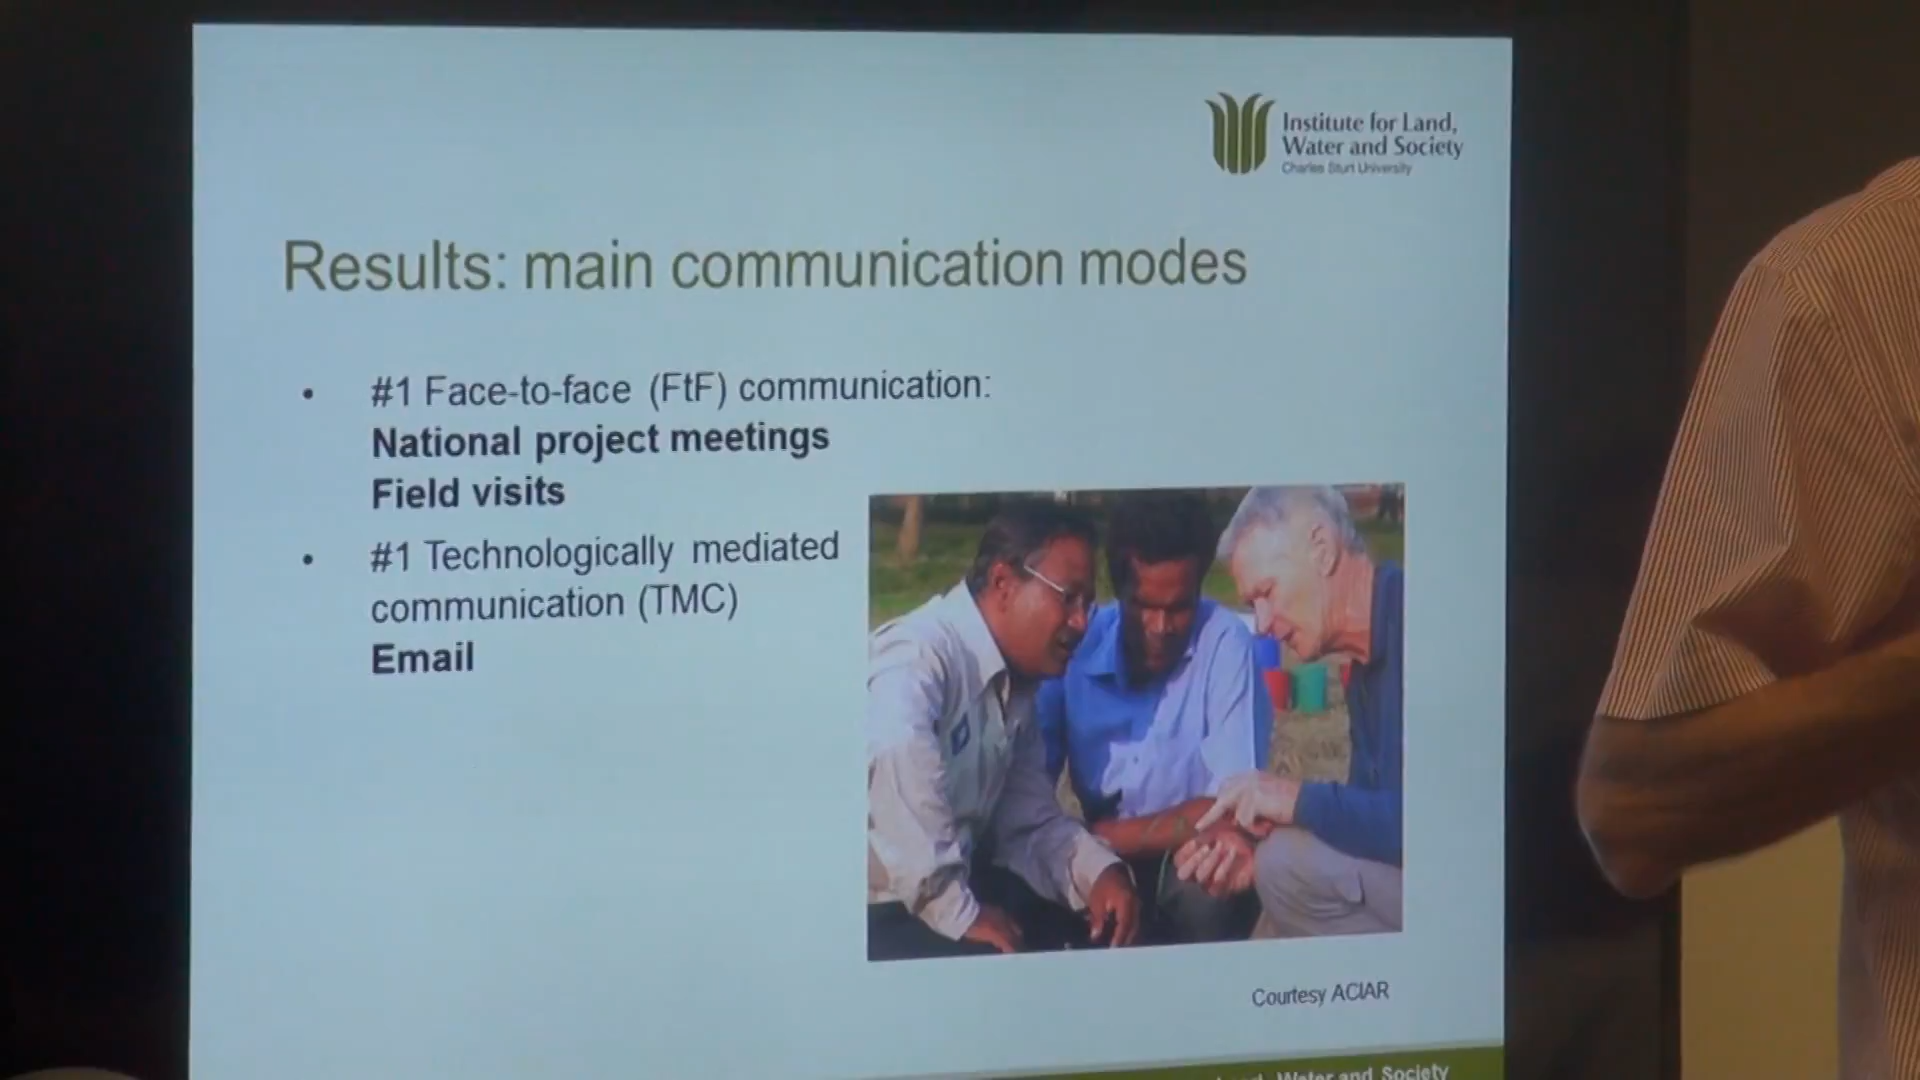 Institute for Land,
Water and Society
Charles Sturt University
Results: main communication modes
• #1 Face-to-face (FtF) communication:
National project meetings
Field visits
• #1 Technologically mediated
communication (TMC)
Email
Courtesy ACIAR
Water and Society